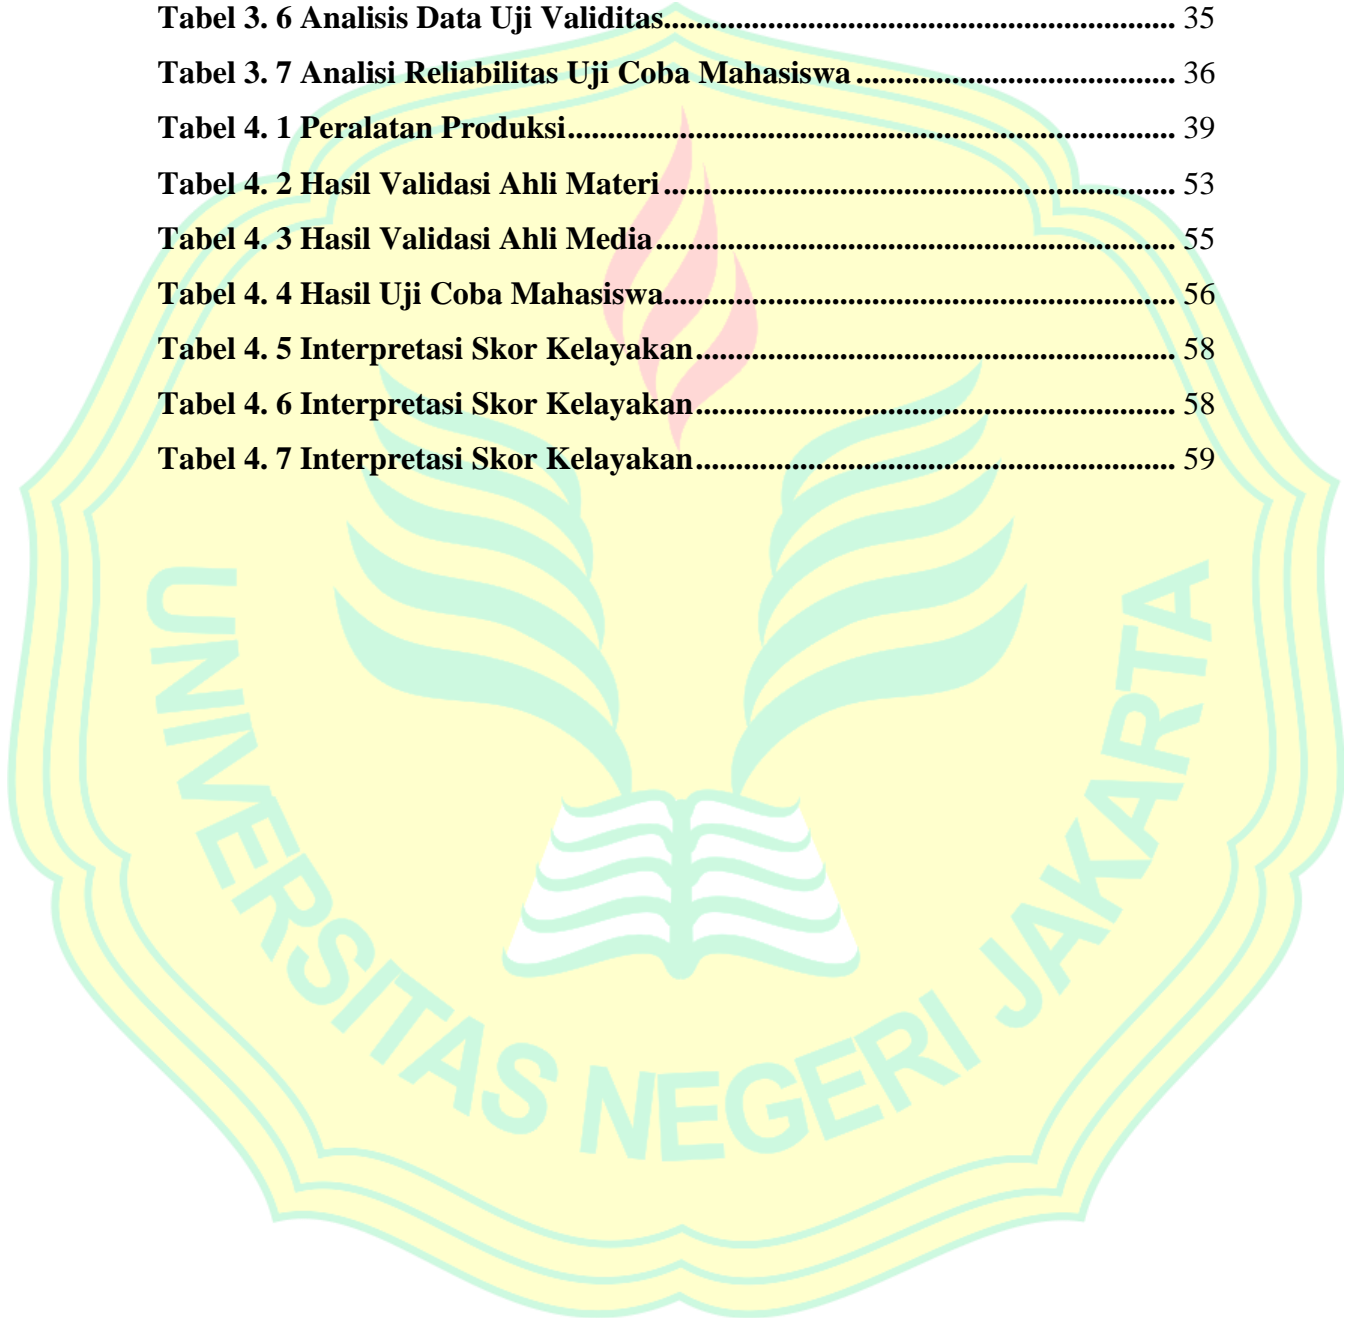 Tabel 3. 6 Analisis Data Uji Validitas................................................................ 35
Tabel 3. 7 Analisi Reliabilitas Uji Coba Mahasiswa........................................ 36
Tabel 4. 1 Peralatan Produksi............................................................................ 39
Tabel 4. 2 Hasil Validasi Ahli Materi................................................................ 53
Tabel 4. 3 Hasil Validasi Ahli Media................................................................. 55
Tabel 4. 4 Hasil Uji Coba Mahasiswa................................................................ 56
Tabel 4. 5 Interpretasi Skor Kelayakan............................................................ 58
Tabel 4. 6 Interpretasi Skor Kelayakan............................................................ 58
Tabel 4. 7 Interpretasi Skor Kelayakan............................................................ 59
UNIVERSITAS NEGERI JAKARTA